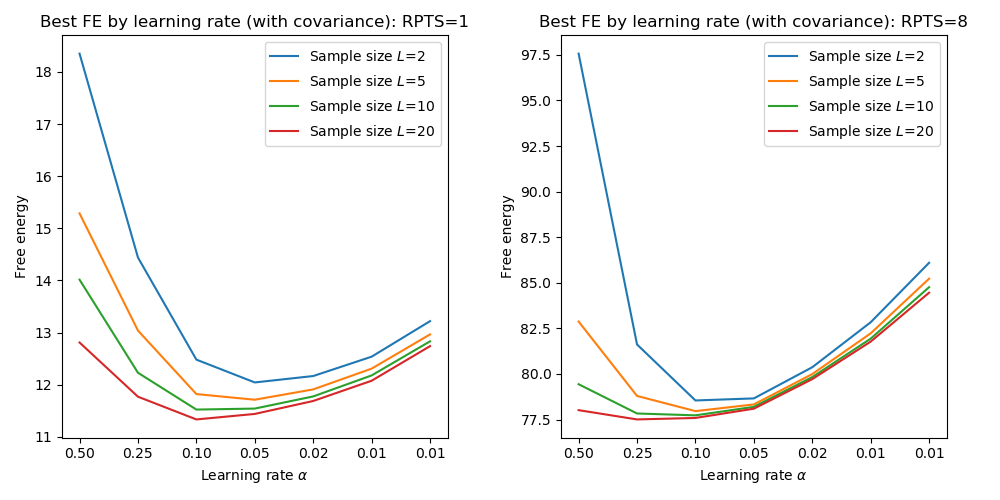 Best FE by learning rate (with covariance): RPTS=1
Free energy
18
17
16
15
14
13
12
11
Sample size L=2
Sample size L=5
Sample size L=10
Sample size L=20
0.50 0.25 0.10 0.05 0.02 0.01 0.01
Learning rate α
Best FE by learning rate (with covariance): RPTS=8
Free energy
97.5
95.0
92.5
90.0
87.5
85.0
82.5
80.0
77.5
Sample size L=2
Sample size L=5
Sample size L=10
Sample size L=20
0.50 0.25 0.10 0.05 0.02 0.01 0.01
Learning rate α